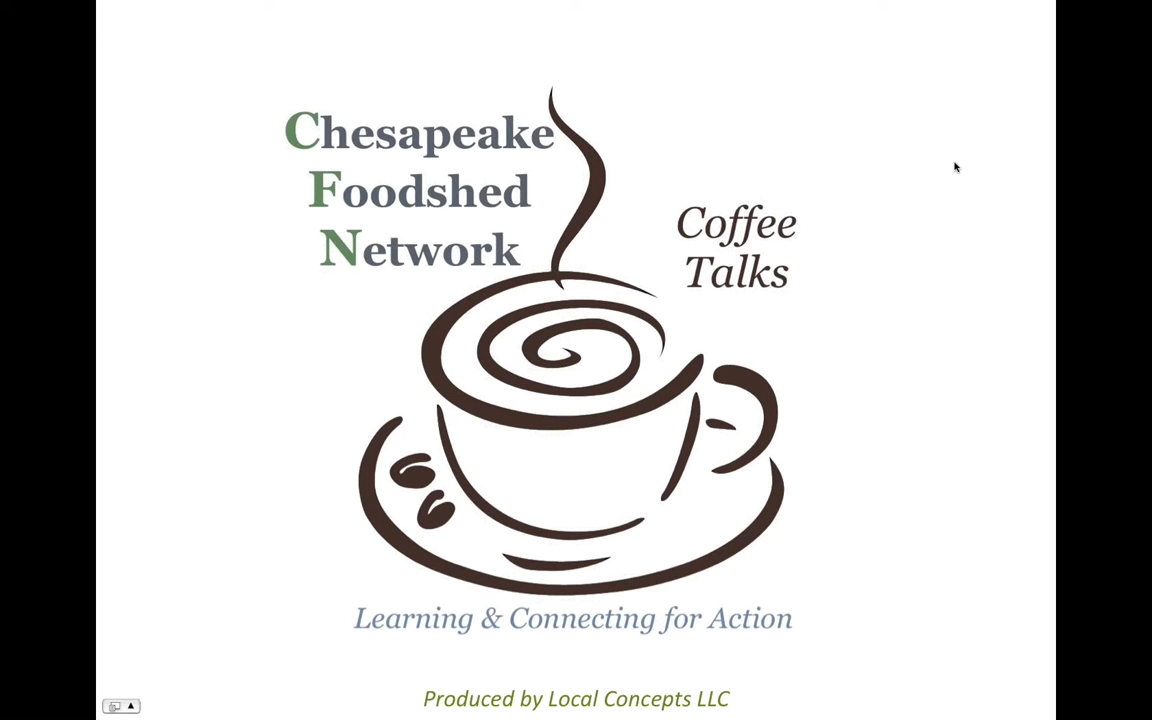 Chesapeake
Foodshed
Network
Coffee
Talks
Learning & Connecting for Action
Produced by Local Concepts LLC